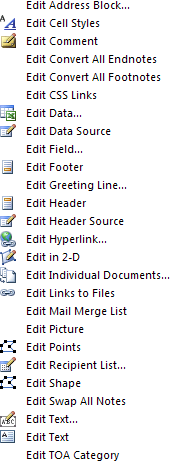 Edit Address Block...
Edit Cell Styles
Edit Comment
Edit Convert All Endnotes
Edit Convert All Footnotes
Edit CSS Links
Edit Data...
Edit Data Source
Edit Field...
Edit Footer
Edit Greeting Line...
Edit Header
Edit Header Source
Edit Hyperlink...
Edit in 2-D
Edit Individual Documents...
Edit Links to Files
Edit Mail Merge List
Edit Picture
Edit Points
Edit Recipient List...
Edit Shape
Edit Swap All Notes
Edit Text...
Edit Text
Edit TOA Category